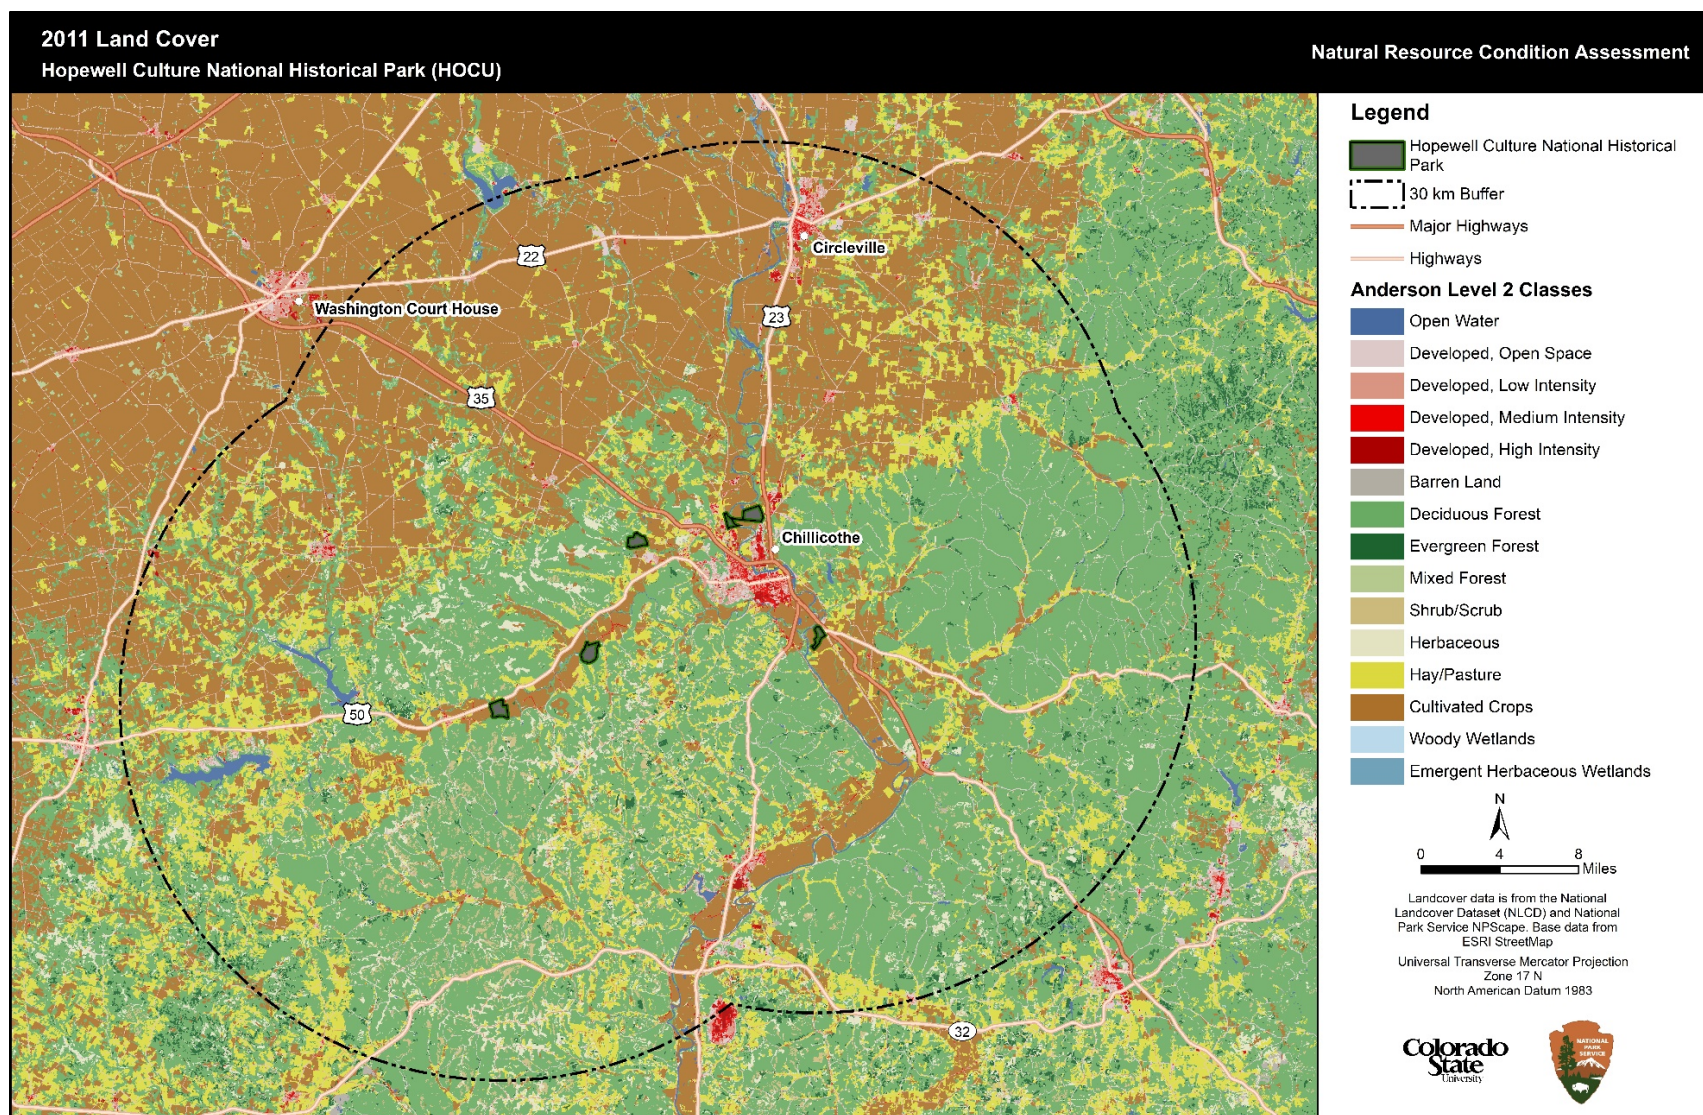 2011 Land Cover
Hopewell Culture National Historical Park (HOCU)
Natural Resource Condition Assessment
22
Circleville
Washington Court House
23
35
Chillicothe
50
32
Legend
Hopewell Culture National Historical
Park
30 km Buffer
Major Highways
Highways
Anderson Level 2 Classes
Open Water
Developed, Open Space
Developed, Low Intensity
Developed, Medium Intensity
Developed, High Intensity
Barren Land
Deciduous Forest
Evergreen Forest
Mixed Forest
Shrub/Scrub
Herbaceous
Hay/Pasture
Cultivated Crops
Woody Wetlands
Emergent Herbaceous Wetlands
N
0 4 8
Miles
Landcover data is from the National
Landcover Dataset (NLCD) and National
Park Service NPScape. Base data from
ESRI StreetMap
Universal Transverse Mercator Projection
Zone 17 N
North American Datum 1983
Colorado
State
University
NATIONAL
PARK
SERVICE